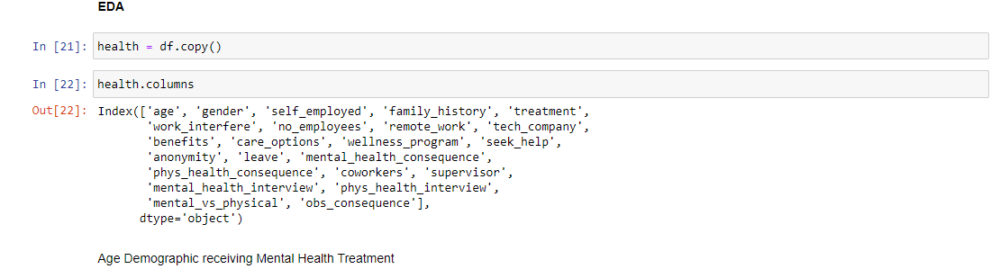 EDA
In [21]: health = df.copy()
In [22]: health.columns
Out[22]: Index(['age', 'gender', 'self_employed', 'family_history', 'treatment',
'work_interfere', 'no_employees', 'remote_work', 'tech_company',
'benefits', 'care_options', 'wellness_program', 'seek_help',
'anonymity', 'leave', 'mental_health_consequence',
'phys_health_consequence', 'coworkers', 'supervisor',
'mental_health_interview', 'phys_health_interview',
'mental_vs_physical', 'obs_consequence'],
dtype='object')
Age Demographic receiving Mental Health Treatment